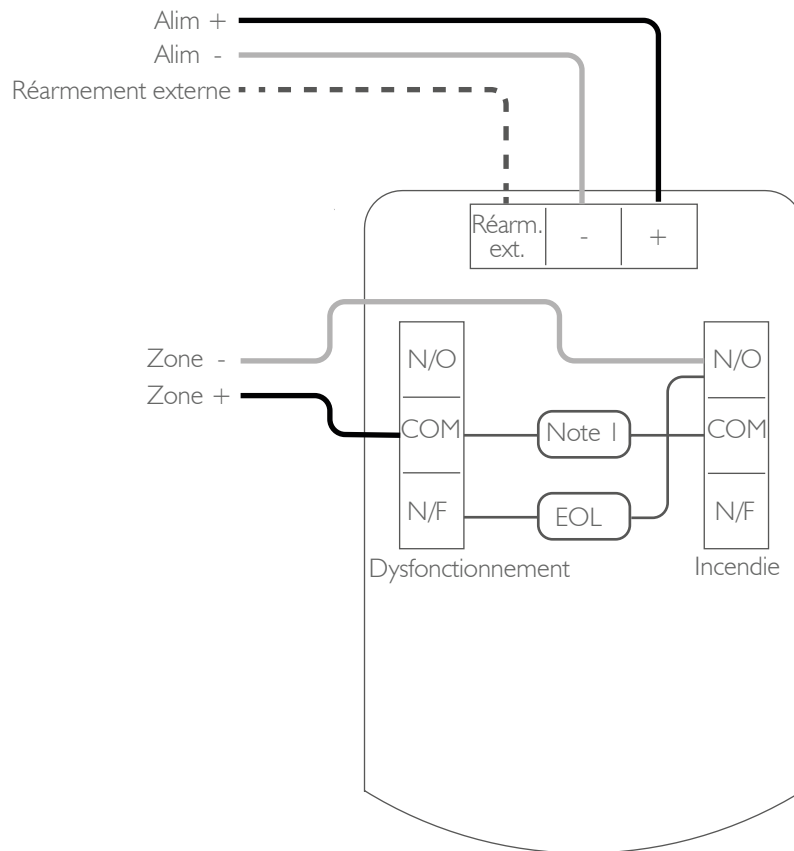 Alim +
Alim -
Réarmement externe
Réarm.
ext.
-
+
Zone -
Zone +
N/O
COM
N/F
Note 1
EOL
N/O
COM
N/F
Dysfonctionnement
Incendie